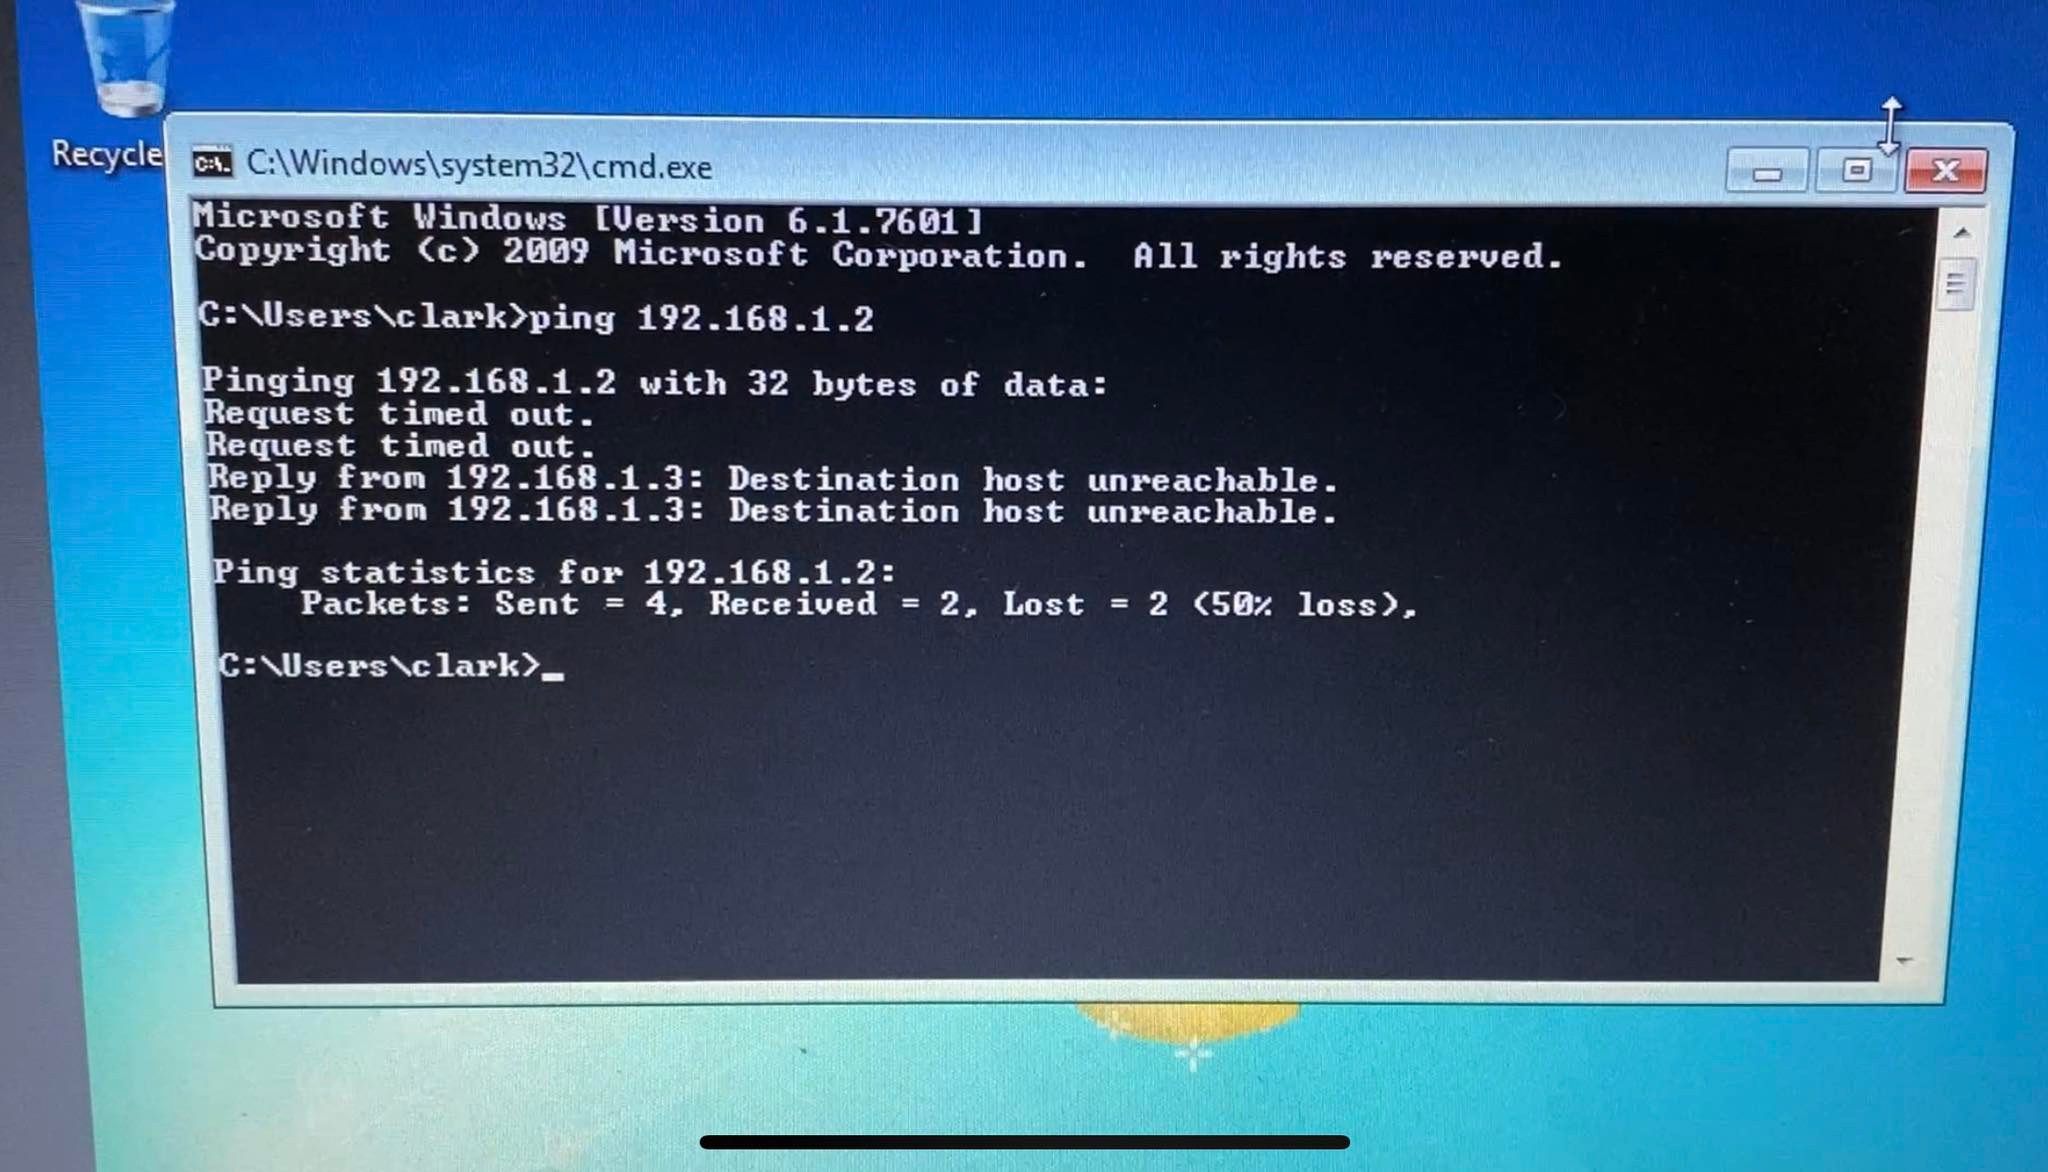 Recycle
C:\Windows\system32\cmd.exe
Microsoft Windows [Version 6.1.7601]
Copyright (c) 2009 Microsoft Corporation.  All rights reserved.
C:\Users\clark>ping 192.168.1.2
Pinging 192.168.1.2 with 32 bytes of data:
Request timed out.
Request timed out.
Reply from 192.168.1.3: Destination host unreachable.
Reply from 192.168.1.3: Destination host unreachable.
Ping statistics for 192.168.1.2:
    Packets: Sent = 4, Received = 2, Lost = 2 (50% loss),
C:\Users\clark>_